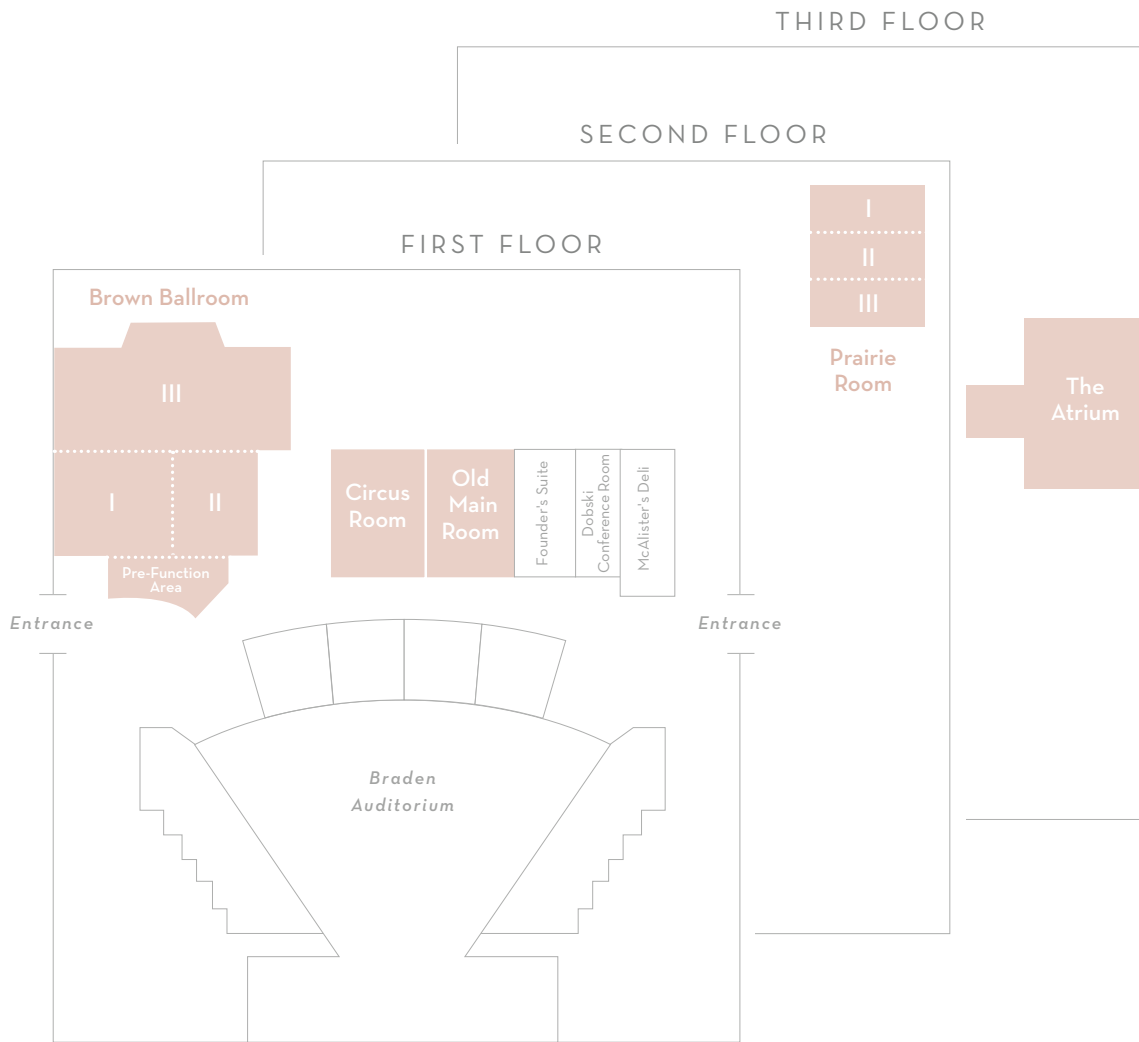 THIRD FLOOR
SECOND FLOOR
FIRST FLOOR
Brown Ballroom
III
I
II
Pre-Function
Area
Circus
Room
Old
Main
Room
Founder's Suite
Dobski
Conference Room
McAlister's Deli
I
II
III
Prairie
Room
The
Atrium
Entrance
Entrance
Braden
Auditorium